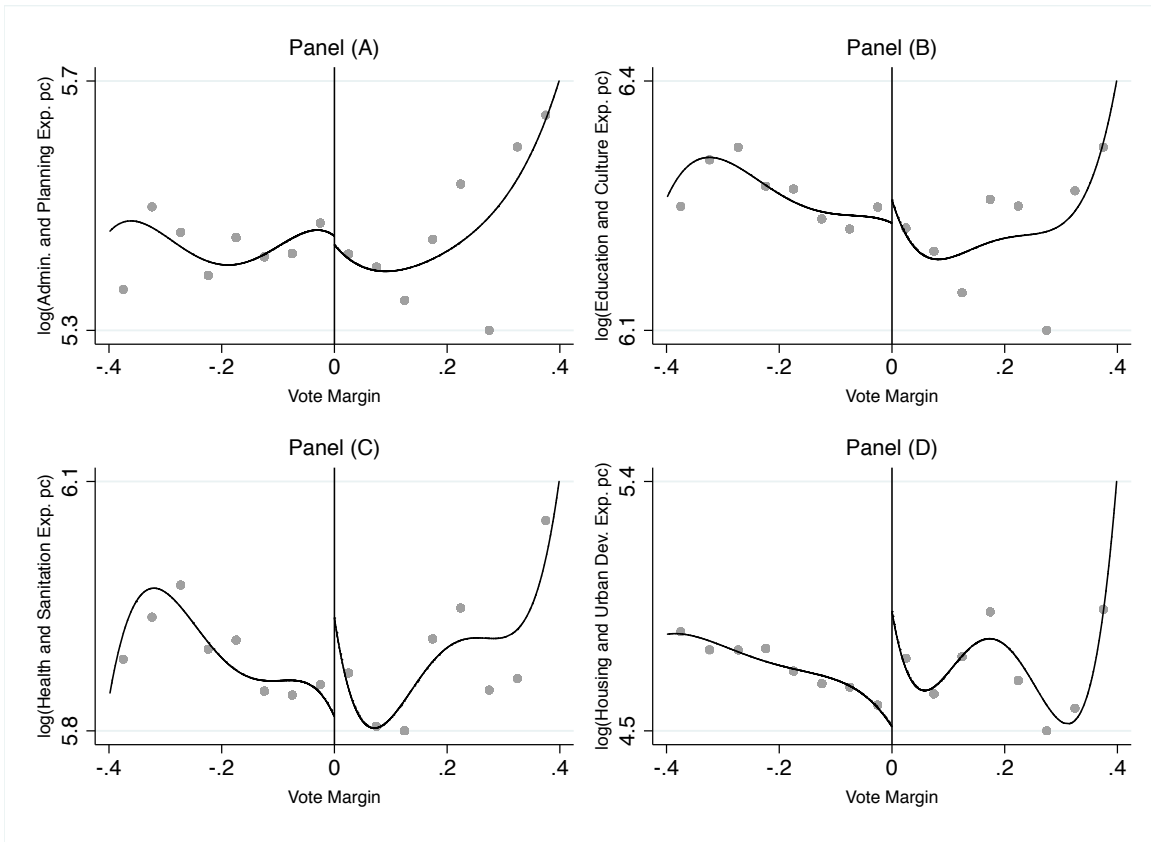 Panel (A)
log(Admin. and Planning Exp. pc)
5.7
5.3
-.4 -.2 0 .2 .4
Vote Margin
Panel (B)
log(Education and Culture Exp. pc)
6.4
6.1
-.4 -.2 0 .2 .4
Vote Margin
Panel (C)
log(Health and Sanitation Exp. pc)
6.1
5.8
-.4 -.2 0 .2 .4
Vote Margin
Panel (D)
log(Housing and Urban Dev. Exp. pc)
5.4
4.5
-.4 -.2 0 .2 .4
Vote Margin